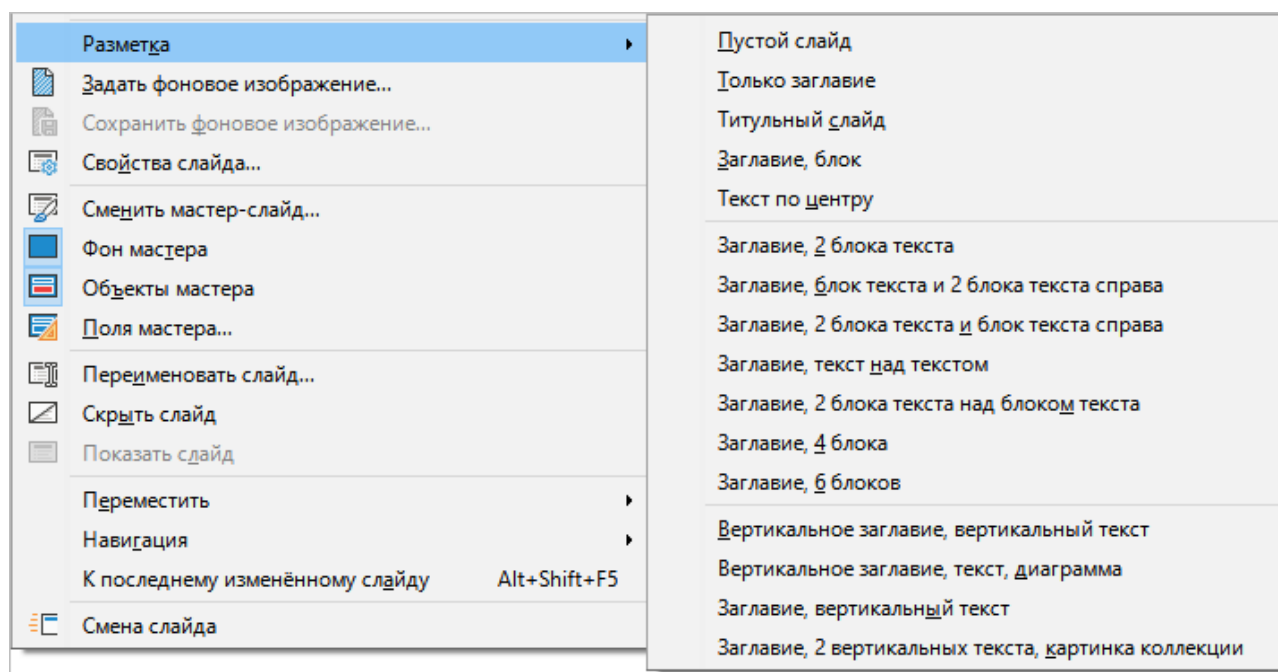 Разметка
Задать фоновое изображение...
Сохранить фоновое изображение...
Свойства слайда...
Сменить мастер-слайд...
Фон мастера
Объекты мастера
Поля мастера...
Переименовать слайд...
Скрыть слайд
Показать слайд
Переместить
Навигация
К последнему изменённому слайду Alt+Shift+F5
Смена слайда
Пустой слайд
Только заглавие
Титульный слайд
Заглавие, блок
Текст по центру
Заглавие, 2 блока текста
Заглавие, блок текста и 2 блока текста справа
Заглавие, 2 блока текста и блок текста справа
Заглавие, текст над текстом
Заглавие, 2 блока текста над блоком текста
Заглавие, 4 блока
Заглавие, 6 блоков
Вертикальное заглавие, вертикальный текст
Вертикальное заглавие, текст, диаграмма
Заглавие, вертикальный текст
Заглавие, 2 вертикальных текста, картинка коллекции